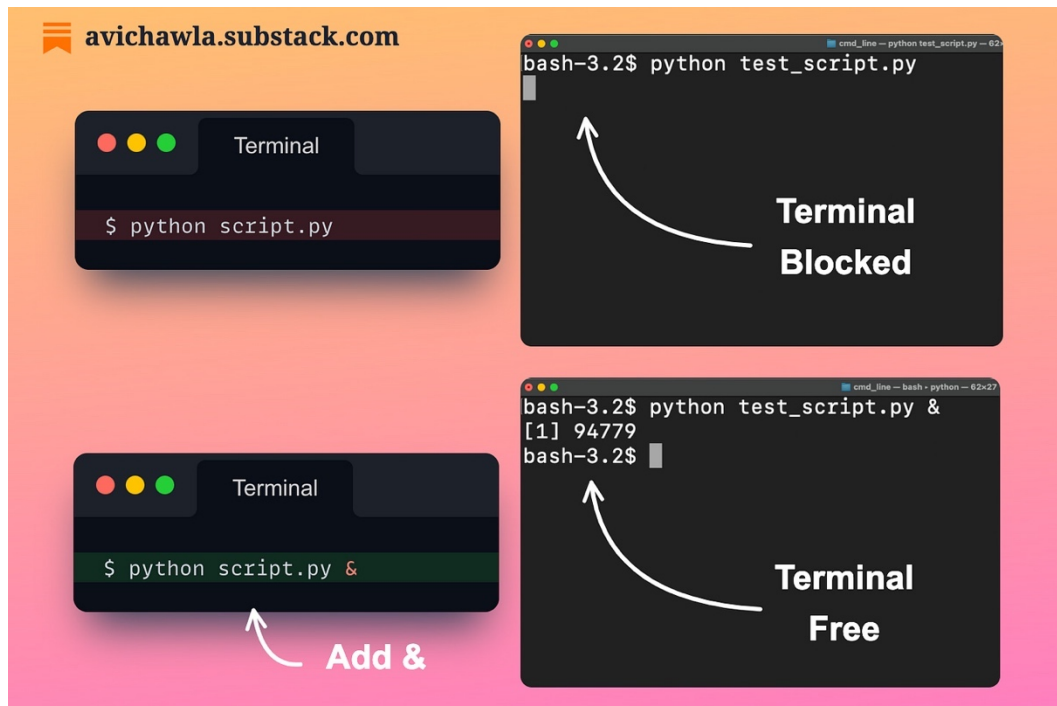 avichawla.substack.com
Terminal
$ python script.py
cmd_line — python test_script.py — 62×
bash-3.2$ python test_script.py
Terminal
Blocked
Terminal
$ python script.py &
Add &
cmd_line — bash • python — 62×27
bash-3.2$ python test_script.py &
[1] 94779
bash-3.2$
Terminal
Free